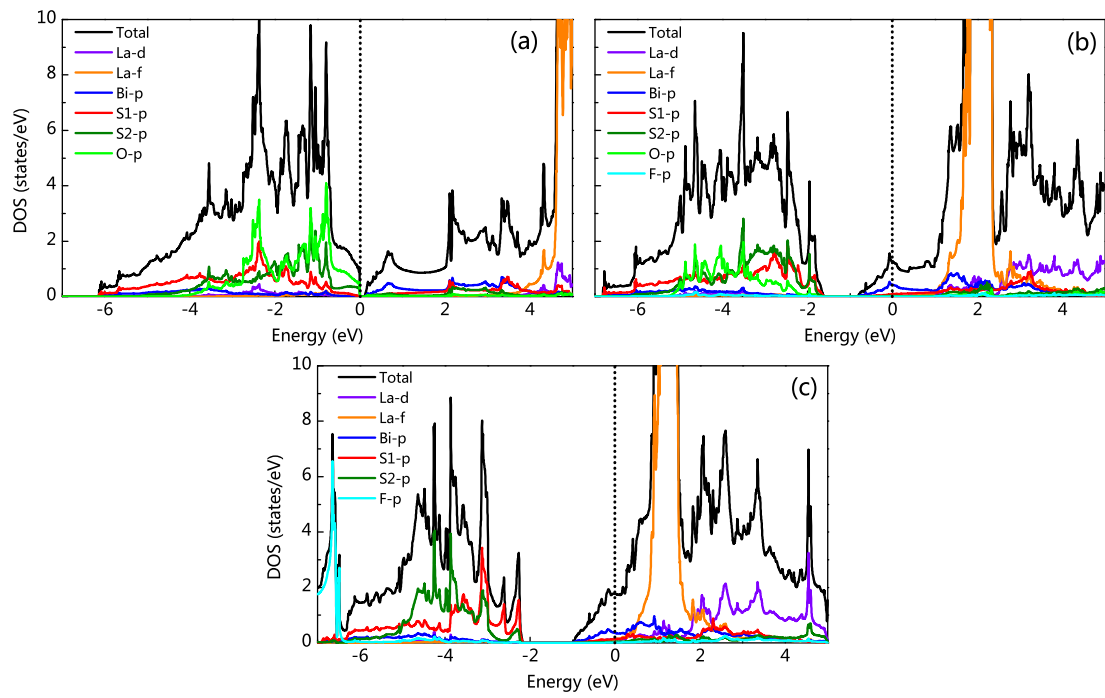 10
8
6
4
2
0
DOS (states/eV)
Total
La-d
La-f
Bi-p
S1-p
S2-p
O-p
(a)
-6
-4
-2
0
2
4
Energy (eV)
10
8
6
4
2
0
Total
La-d
La-f
Bi-p
S1-p
S2-p
O-p
F-p
(b)
-6
-4
-2
0
2
4
Energy (eV)
10
8
6
4
2
0
DOS (states/eV)
Total
La-d
La-f
Bi-p
S1-p
S2-p
F-p
(c)
-6
-4
-2
0
2
4
Energy (eV)